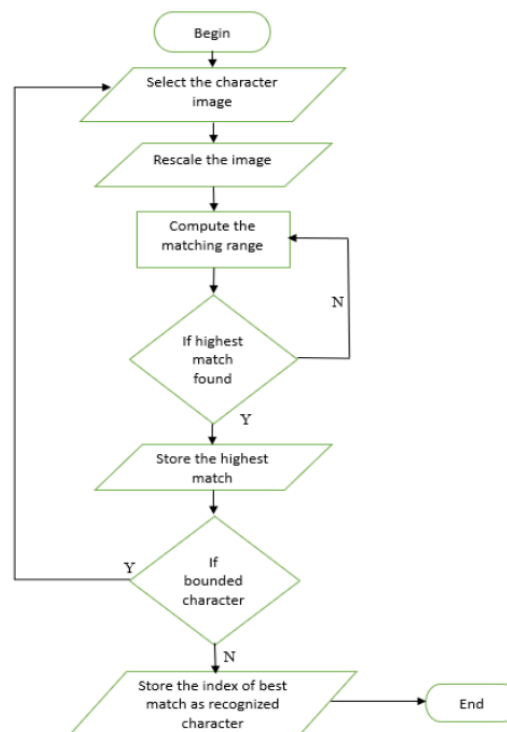 Begin
Select the character
image
Rescale the image
Compute the
matching range
N
If highest
match
found
Y
Store the highest
match
Y
If
bounded
character
N
Store the index of best
match as recognized
character
End